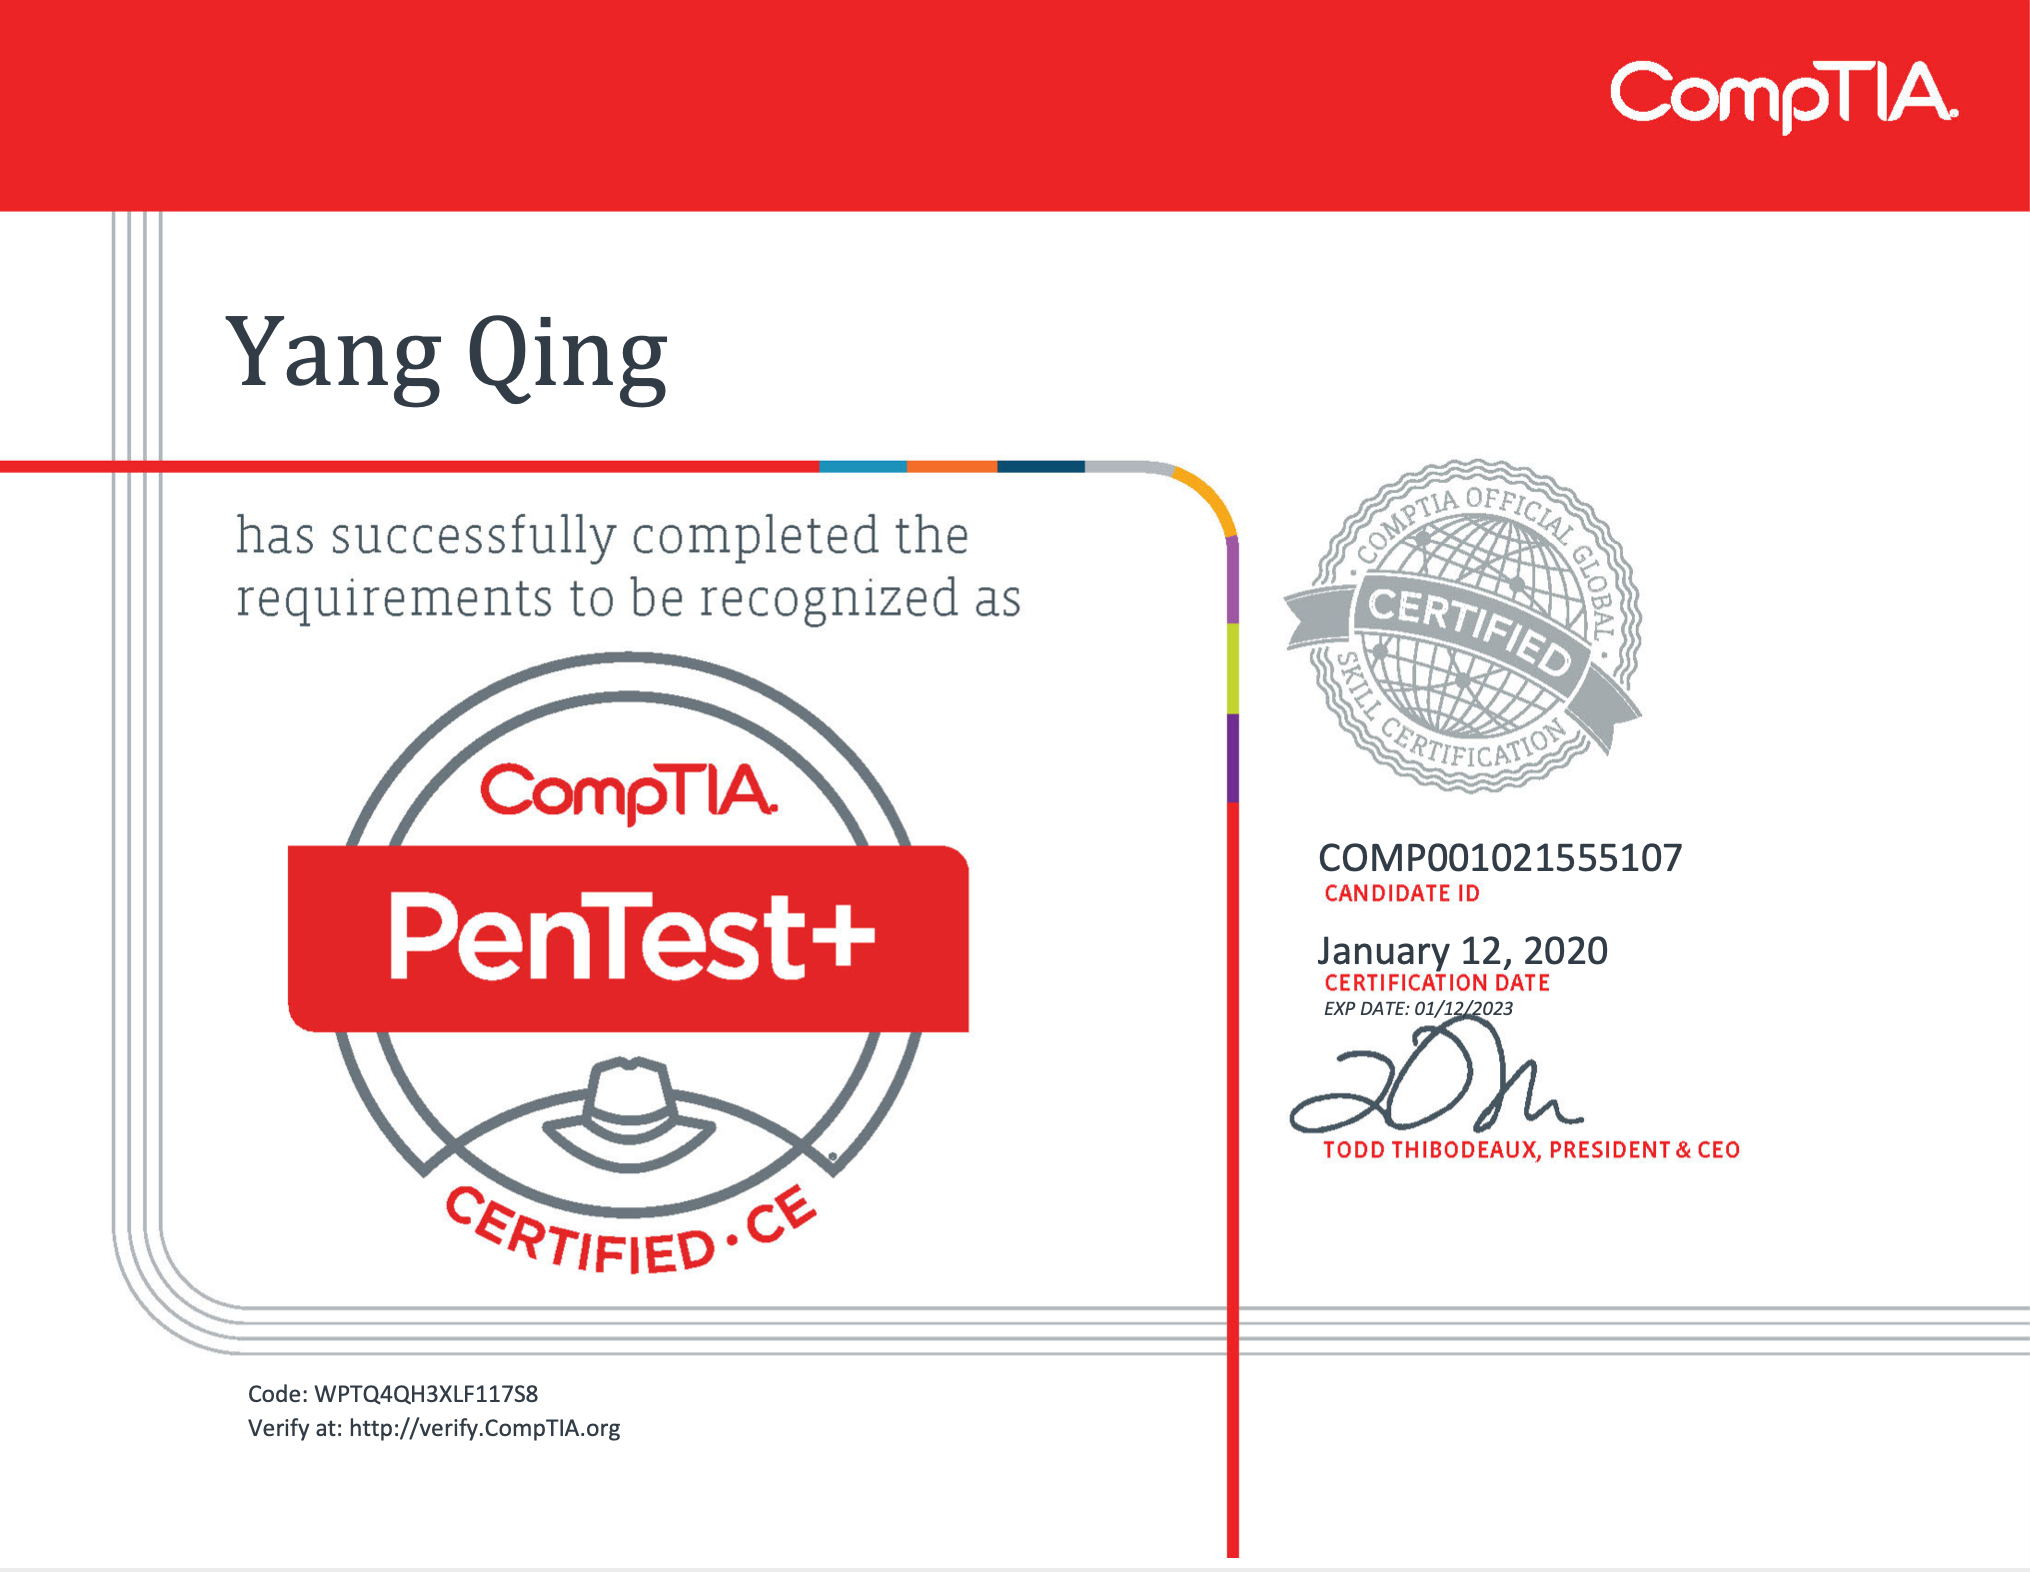 CompTIA.
Yang Qing
has successfully completed the
requirements to be recognized as
CompTIA.
PenTest+
CERTIFIED • CE
• COMPTIA OFFICIAL GLOBAL •
CERTIFIED
SKILL CERTIFICATION
COMP001021555107
CANDIDATE ID
January 12, 2020
CERTIFICATION DATE
EXP DATE: 01/12/2023
TODD THIBODEAUX, PRESIDENT & CEO
Code: WPTQ4QH3XLF117S8
Verify at: http://verify.CompTIA.org